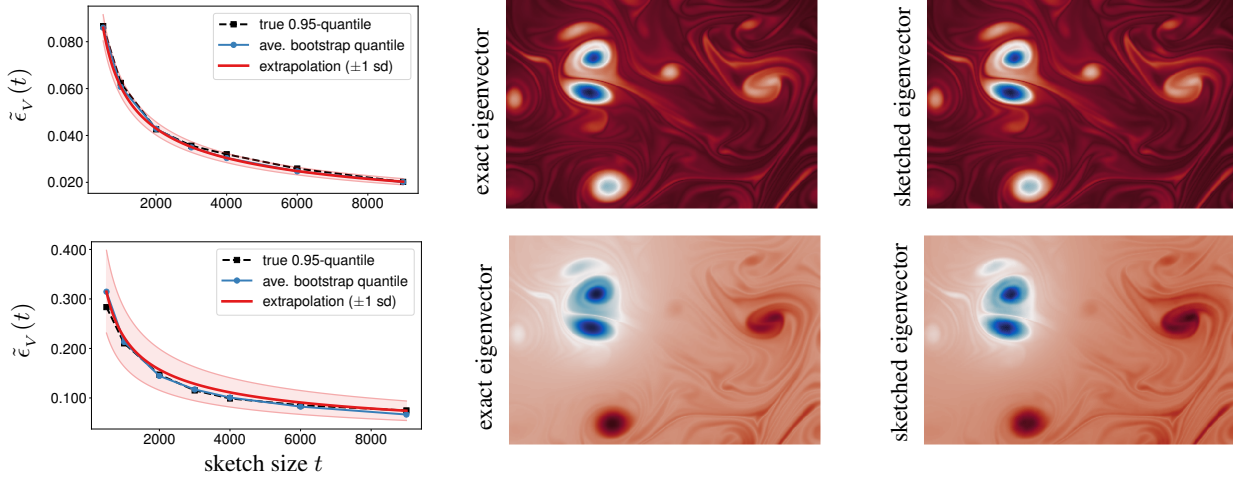 0.080
0.060
0.040
0.020
ε̃_V(t)
true 0.95-quantile
ave. bootstrap quantile
extrapolation (±1 sd)
2000 4000 6000 8000
exact eigenvector
sketched eigenvector
0.400
0.300
0.200
0.100
ε̃_V(t)
true 0.95-quantile
ave. bootstrap quantile
extrapolation (±1 sd)
2000 4000 6000 8000
sketch size t
exact eigenvector
sketched eigenvector